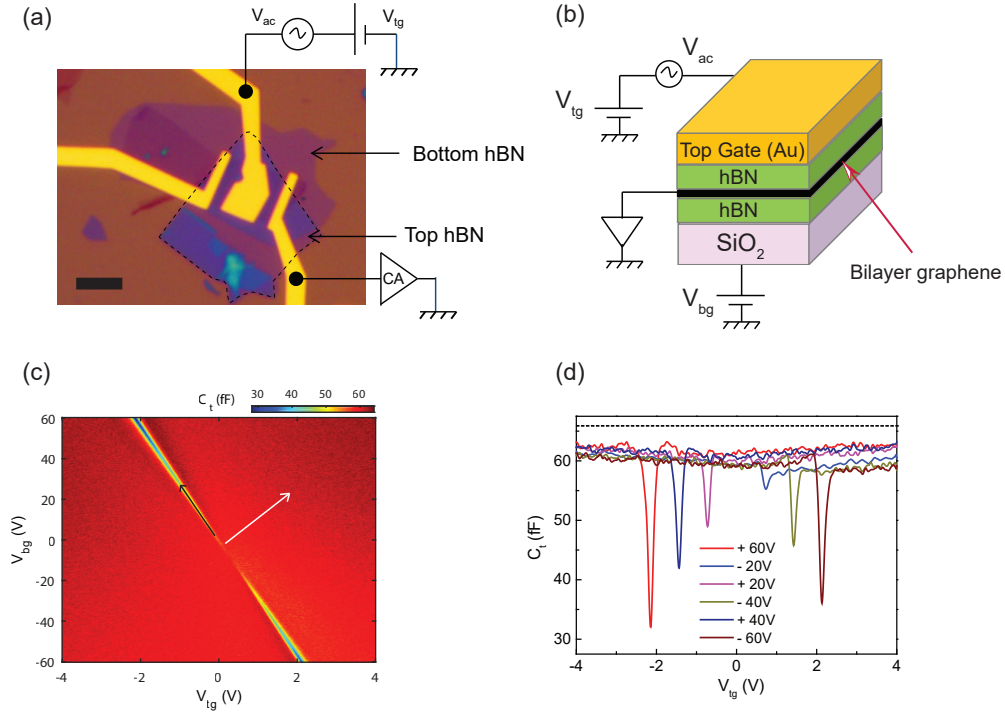 (a)
V_ac
V_tg
Bottom hBN
Top hBN
CA
(b)
V_ac
V_tg
Top Gate (Au)
hBN
hBN
SiO_2
Bilayer graphene
V_bg
(c)
C_t (fF)
30 40 50 60
60
40
20
0
-20
-40
-60
V_bg (V)
-4 -2 0 2 4
V_tg (V)
(d)
60
50
40
30
C_t (fF)
+ 60V
- 20V
+ 20V
- 40V
+ 40V
- 60V
-4 -2 0 2 4
V_tg (V)